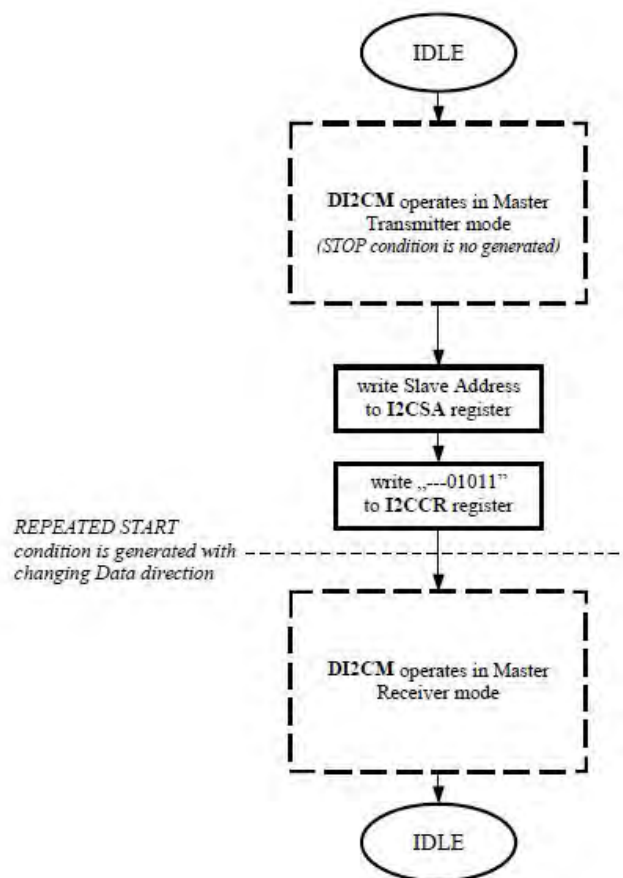 IDLE
DI2CM operates in Master
Transmitter mode
(STOP condition is no generated)
write Slave Address
to I2CSA register
write „---01011”
to I2CCR register
REPEATED START
condition is generated with
changing Data direction
DI2CM operates in Master
Receiver mode
IDLE